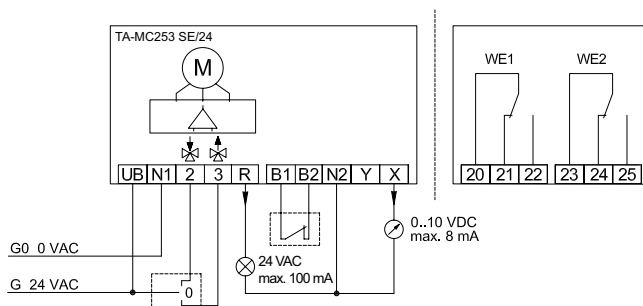 TA-MC253 SE/24
M
WE1 WE2
UB N1 2 3 R B1 B2 N2 Y X
20 21 22 23 24 25
0..10 VDC
max. 8 mA
G0 0 VAC
24 VAC
max. 100 mA
G 24 VAC
0